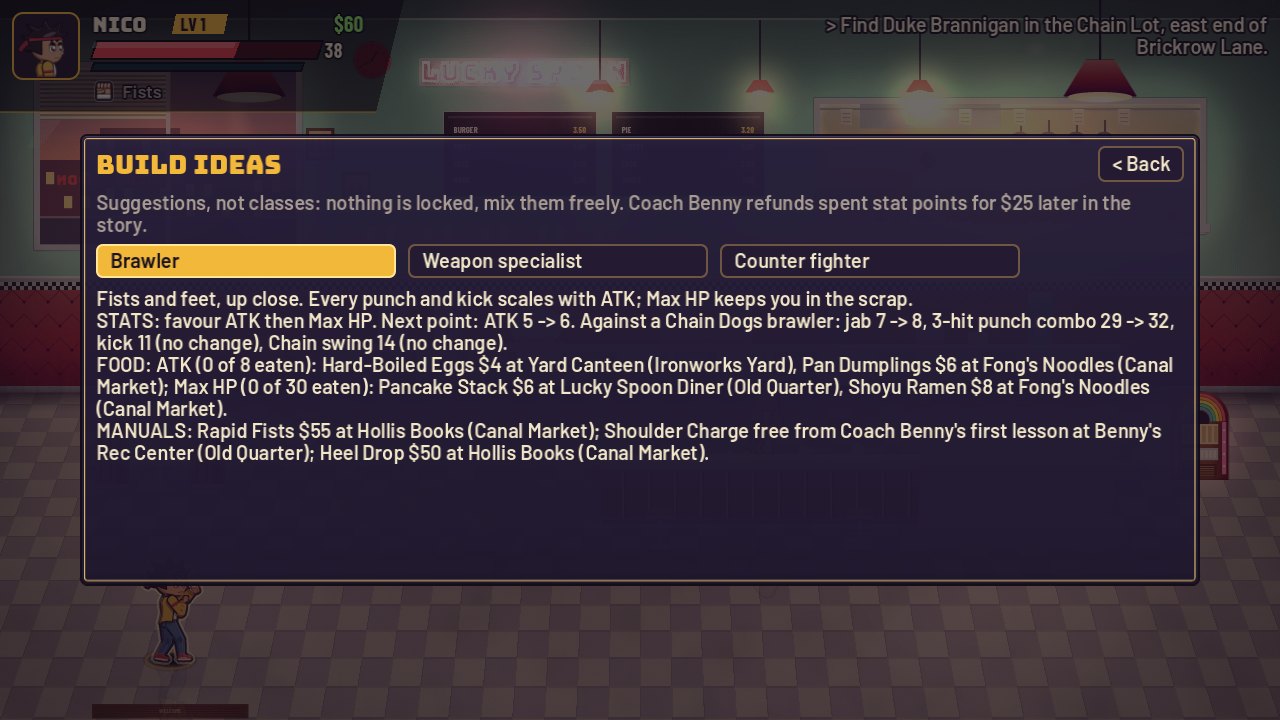 NICO
LV 1
$60
38
Fists
> Find Duke Brannigan in the Chain Lot, east end of
Brickrow Lane.
LUCKY SPOON
BURGER 3.50
PIE 3.20
BUILD IDEAS
< Back
Suggestions, not classes: nothing is locked, mix them freely. Coach Benny refunds spent stat points for $25 later in the
story.
Brawler
Weapon specialist
Counter fighter
Fists and feet, up close. Every punch and kick scales with ATK; Max HP keeps you in the scrap.
STATS: favour ATK then Max HP. Next point: ATK 5 -> 6. Against a Chain Dogs brawler: jab 7 -> 8, 3-hit punch combo 29 -> 32,
kick 11 (no change), Chain swing 14 (no change).
FOOD: ATK (0 of 8 eaten): Hard-Boiled Eggs $4 at Yard Canteen (Ironworks Yard), Pan Dumplings $6 at Fong's Noodles (Canal
Market); Max HP (0 of 30 eaten): Pancake Stack $6 at Lucky Spoon Diner (Old Quarter), Shoyu Ramen $8 at Fong's Noodles
(Canal Market).
MANUALS: Rapid Fists $55 at Hollis Books (Canal Market); Shoulder Charge free from Coach Benny's first lesson at Benny's
Rec Center (Old Quarter); Heel Drop $50 at Hollis Books (Canal Market).